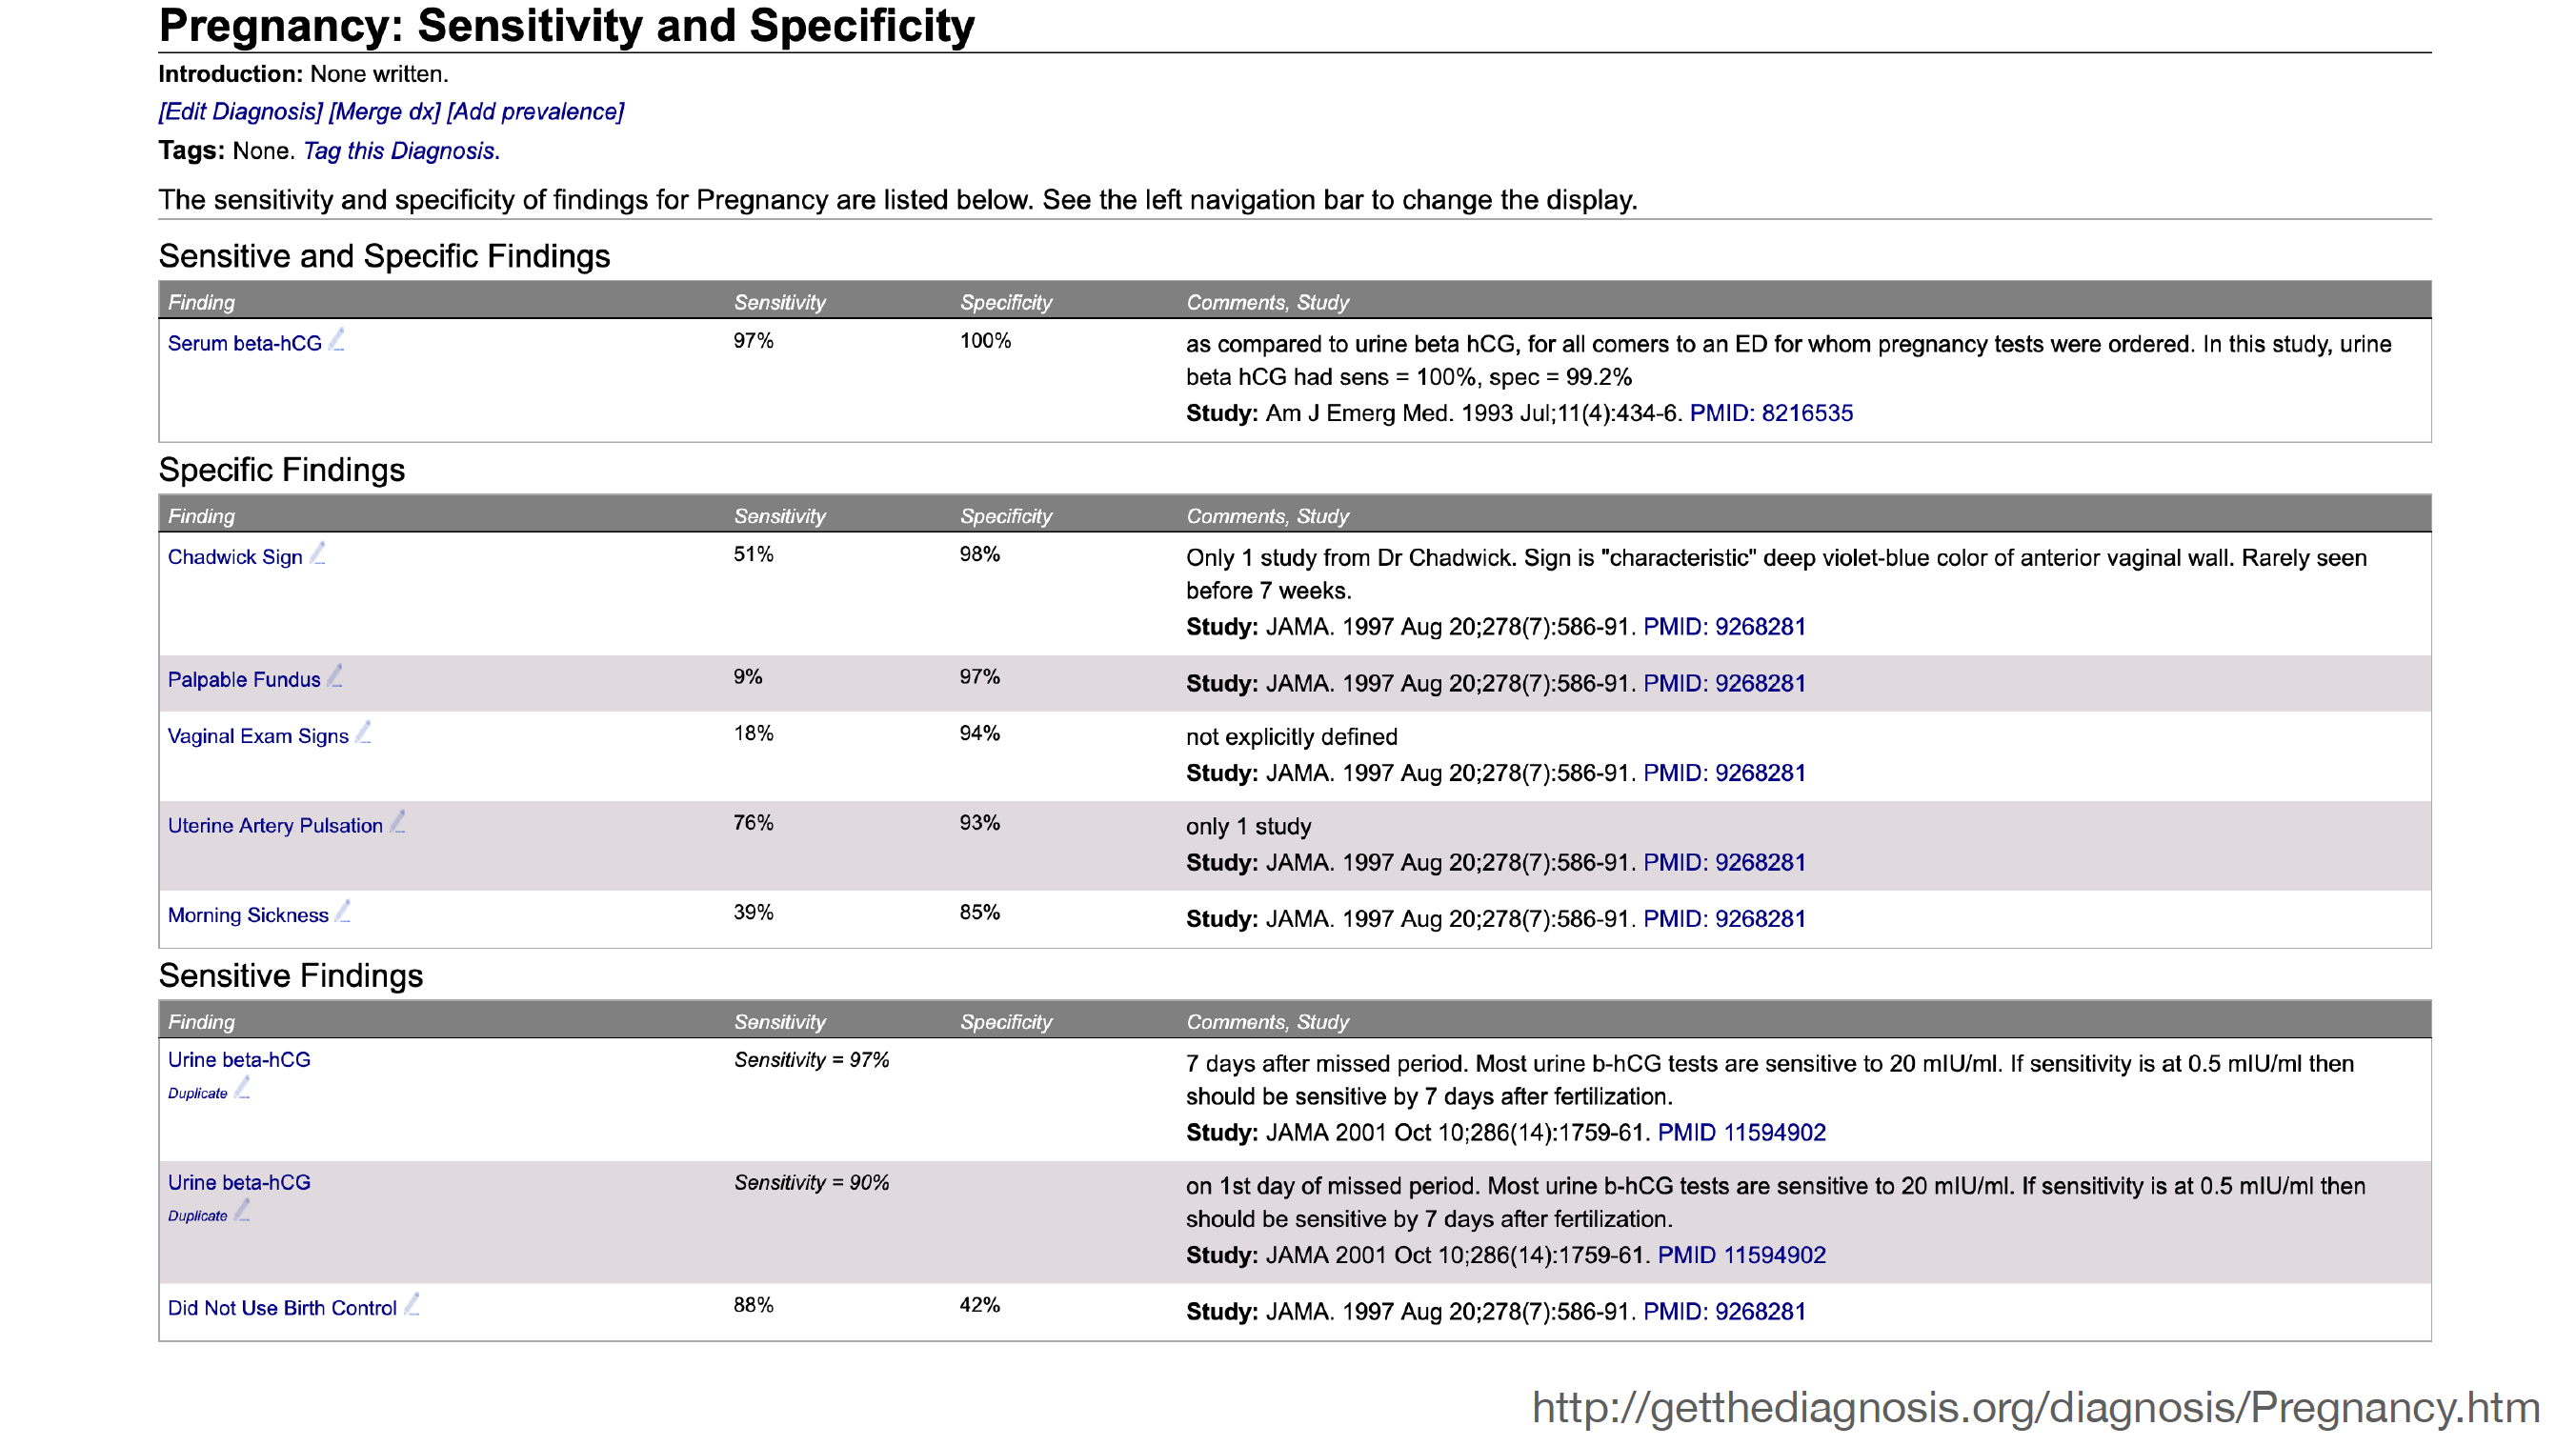 Pregnancy: Sensitivity and Specificity
Introduction: None written.
[Edit Diagnosis] [Merge dx] [Add prevalence]
Tags: None. Tag this Diagnosis.
The sensitivity and specificity of findings for Pregnancy are listed below. See the left navigation bar to change the display.
Sensitive and Specific Findings
Finding Sensitivity Specificity Comments, Study
Serum beta-hCG 97% 100% as compared to urine beta hCG, for all comers to an ED for whom pregnancy tests were ordered. In this study, urine
beta hCG had sens = 100%, spec = 99.2%
Study: Am J Emerg Med. 1993 Jul;11(4):434-6. PMID: 8216535
Specific Findings
Finding Sensitivity Specificity Comments, Study
Chadwick Sign 51% 98% Only 1 study from Dr Chadwick. Sign is "characteristic" deep violet-blue color of anterior vaginal wall. Rarely seen
before 7 weeks.
Study: JAMA. 1997 Aug 20;278(7):586-91. PMID: 9268281
Palpable Fundus 9% 97% Study: JAMA. 1997 Aug 20;278(7):586-91. PMID: 9268281
Vaginal Exam Signs 18% 94% not explicitly defined
Study: JAMA. 1997 Aug 20;278(7):586-91. PMID: 9268281
Uterine Artery Pulsation 76% 93% only 1 study
Study: JAMA. 1997 Aug 20;278(7):586-91. PMID: 9268281
Morning Sickness 39% 85% Study: JAMA. 1997 Aug 20;278(7):586-91. PMID: 9268281
Sensitive Findings
Finding Sensitivity Specificity Comments, Study
Urine beta-hCG Sensitivity = 97% 7 days after missed period. Most urine b-hCG tests are sensitive to 20 mIU/ml. If sensitivity is at 0.5 mIU/ml then
Duplicate should be sensitive by 7 days after fertilization.
Study: JAMA 2001 Oct 10;286(14):1759-61. PMID 11594902
Urine beta-hCG Sensitivity = 90% on 1st day of missed period. Most urine b-hCG tests are sensitive to 20 mIU/ml. If sensitivity is at 0.5 mIU/ml then
Duplicate should be sensitive by 7 days after fertilization.
Study: JAMA 2001 Oct 10;286(14):1759-61. PMID 11594902
Did Not Use Birth Control 88% 42% Study: JAMA. 1997 Aug 20;278(7):586-91. PMID: 9268281
http://getthediagnosis.org/diagnosis/Pregnancy.htm